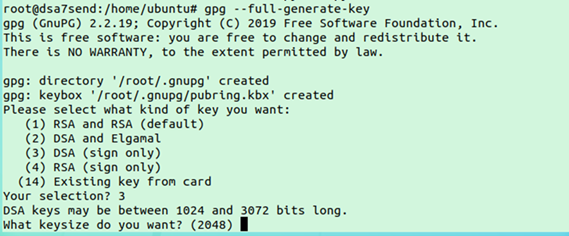 root@dsa7send:/home/ubuntu# gpg --full-generate-key
gpg (GnuPG) 2.2.19; Copyright (C) 2019 Free Software Foundation, Inc.
This is free software: you are free to change and redistribute it.
There is NO WARRANTY, to the extent permitted by law.

gpg: directory '/root/.gnupg' created
gpg: keybox '/root/.gnupg/pubring.kbx' created
Please select what kind of key you want:
   (1) RSA and RSA (default)
   (2) DSA and Elgamal
   (3) DSA (sign only)
   (4) RSA (sign only)
  (14) Existing key from card
Your selection? 3
DSA keys may be between 1024 and 3072 bits long.
What keysize do you want? (2048)